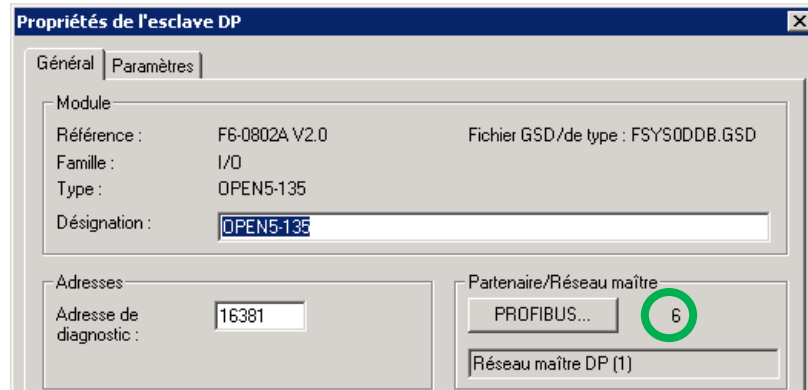 Propriétés de l'esclave DP
Général
Paramètres
Module
Référence :
F6-0802A V2.0
Fichier GSD/de type : FSYS0DDB.GSD
Famille :
I/O
Type :
OPEN5-135
Désignation :
OPEN5-135
Adresses
Adresse de
diagnostic :
16381
Partenaire/Réseau maître
PROFIBUS...
6
Réseau maître DP (1)